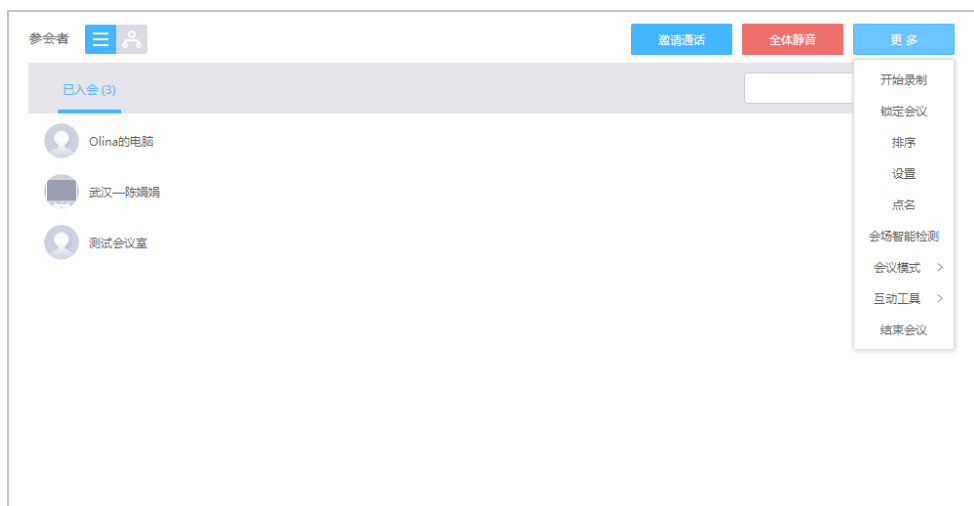 参会者
邀请通话
全体静音
更多
已入会 (3)
Olina的电脑
武汉—陈娟娟
测试会议室
开始录制
锁定会议
排序
设置
点名
会场智能检测
会议模式 >
互动工具 >
结束会议